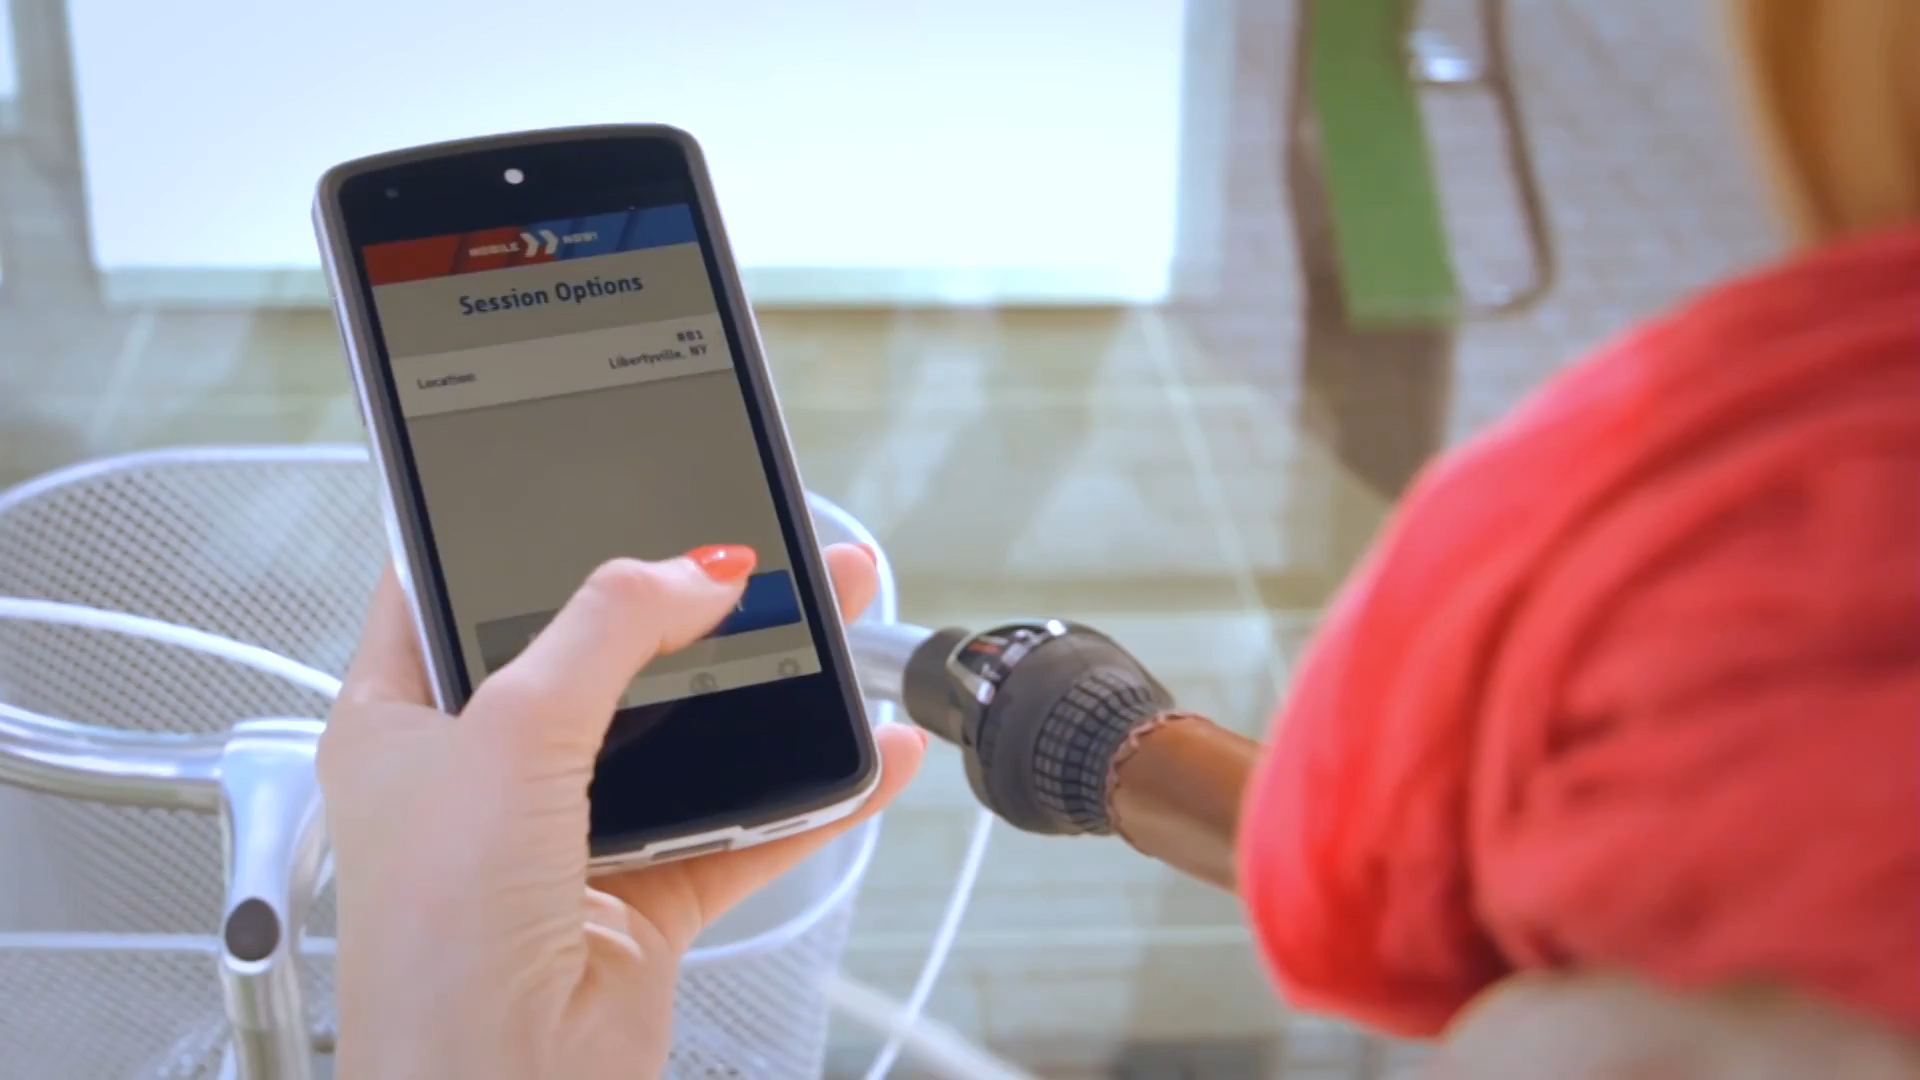 MOBILE NOW!
Session Options
#81
Libertyville, NY
Location: